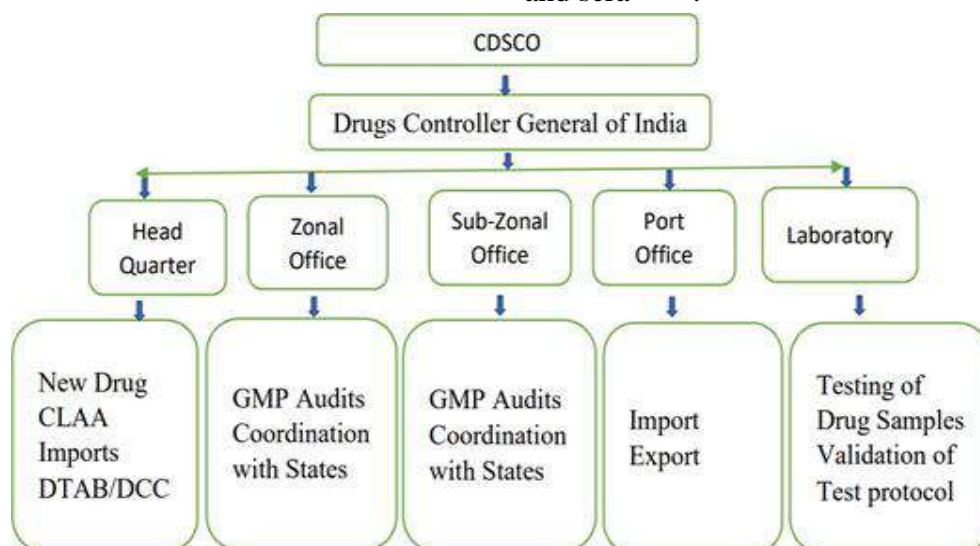 CDSCO
Drugs Controller General of India
Head
Quarter
Zonal
Office
Sub-Zonal
Office
Port
Office
Laboratory
New Drug
CLAA
Imports
DTAB/DCC
GMP Audits
Coordination
with States
GMP Audits
Coordination
with States
Import
Export
Testing of
Drug Samples
Validation of
Test protocol